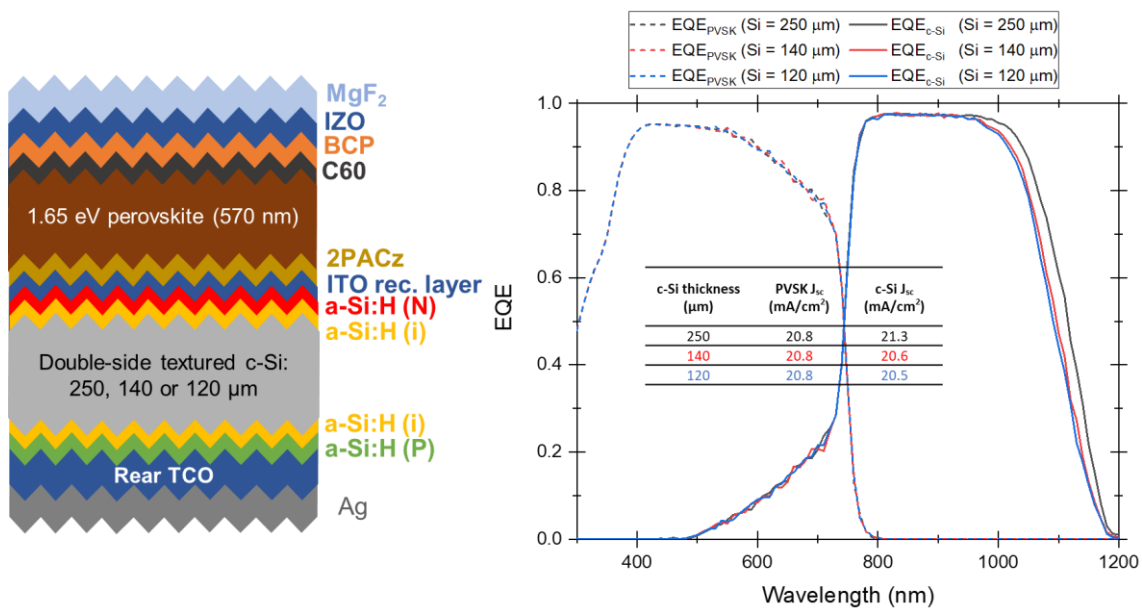 MgF2
IZO
BCP
C60
1.65 eV perovskite (570 nm)
2PACz
ITO rec. layer
a-Si:H (N)
a-Si:H (i)
Double-side textured c-Si:
250, 140 or 120 µm
a-Si:H (i)
a-Si:H (P)
Rear TCO
Ag
EQEPVSK (Si = 250 µm) EQEc-Si (Si = 250 µm)
EQEPVSK (Si = 140 µm) EQEc-Si (Si = 140 µm)
EQEPVSK (Si = 120 µm) EQEc-Si (Si = 120 µm)
1.0
0.8
0.6
0.4
0.2
0.0
EQE
c-Si thickness PVSK Jsc c-Si Jsc
(µm) (mA/cm2) (mA/cm2)
250 20.8 21.3
140 20.8 20.6
120 20.8 20.5
400 600 800 1000 1200
Wavelength (nm)